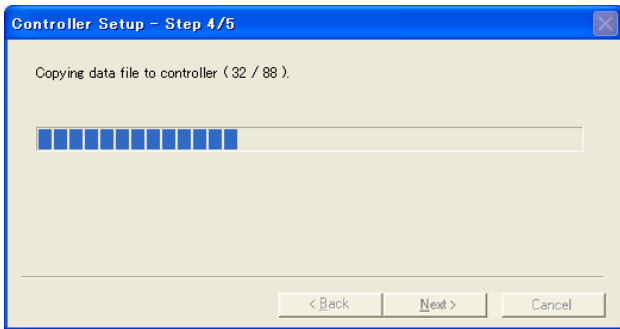 Controller Setup - Step 4/5
Copying data file to controller ( 32 / 88 ).
< Back
Next >
Cancel